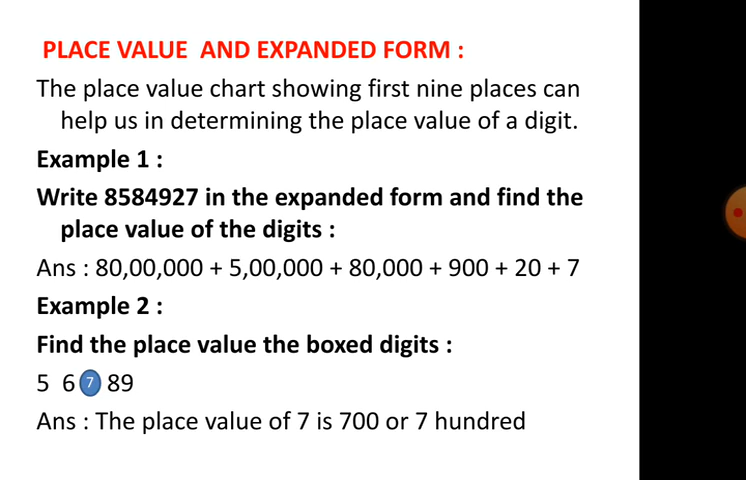 PLACE VALUE AND EXPANDED FORM :
The place value chart showing first nine places can
help us in determining the place value of a digit.
Example 1 :
Write 8584927 in the expanded form and find the
place value of the digits :
Ans : 80,00,000 + 5,00,000 + 80,000 + 900 + 20 + 7
Example 2 :
Find the place value the boxed digits :
5 6 7 89
Ans : The place value of 7 is 700 or 7 hundred